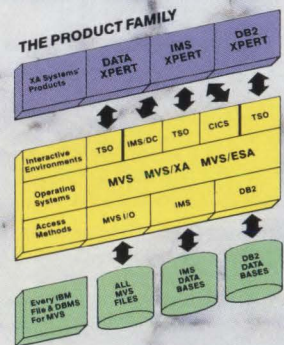 THE PRODUCT FAMILY
XA Systems' Products
DATA XPERT
IMS XPERT
DB2 XPERT
Interactive Environments
TSO
IMS/DC
TSO
CICS
TSO
Operating Systems
MVS MVS/XA MVS/ESA
Access Methods
MVS I/O
IMS
DB2
Every IBM File & DBMS For MVS
ALL MVS FILES
IMS DATA BASES
DB2 DATA BASES